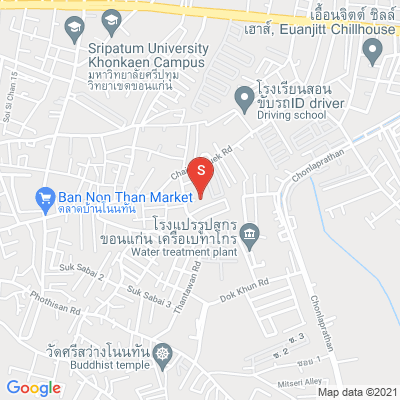 เอื้อนจิตต์ ชิลล์
เฮาส์, Euanjitt Chillhouse
Sripatum University
Khonkaen Campus
มหาวิทยาลัยศรีปทุม
วิทยาเขตขอนแก่น
Soi Si Chan 15
โรงเรียนสอน
ขับรถID driver
Driving school
S
Chonlaprathan
Ban Non Than Market
ตลาดบ้านโนนทัน
โรงแปรรูปสุกร
ขอนแก่น เครือเบทาโกร
Water treatment plant
Suk Sabai 2
Suk Sabai 3
Phothisan Rd
Thantawan Rd
Dok Khun Rd
Chonlaprathan
วัดศรีสว่างโนนทัน
Buddhist temple
ซ. 2
ซ. 3
ซอย 1
Mitseri Alley
Google
Map data ©2021